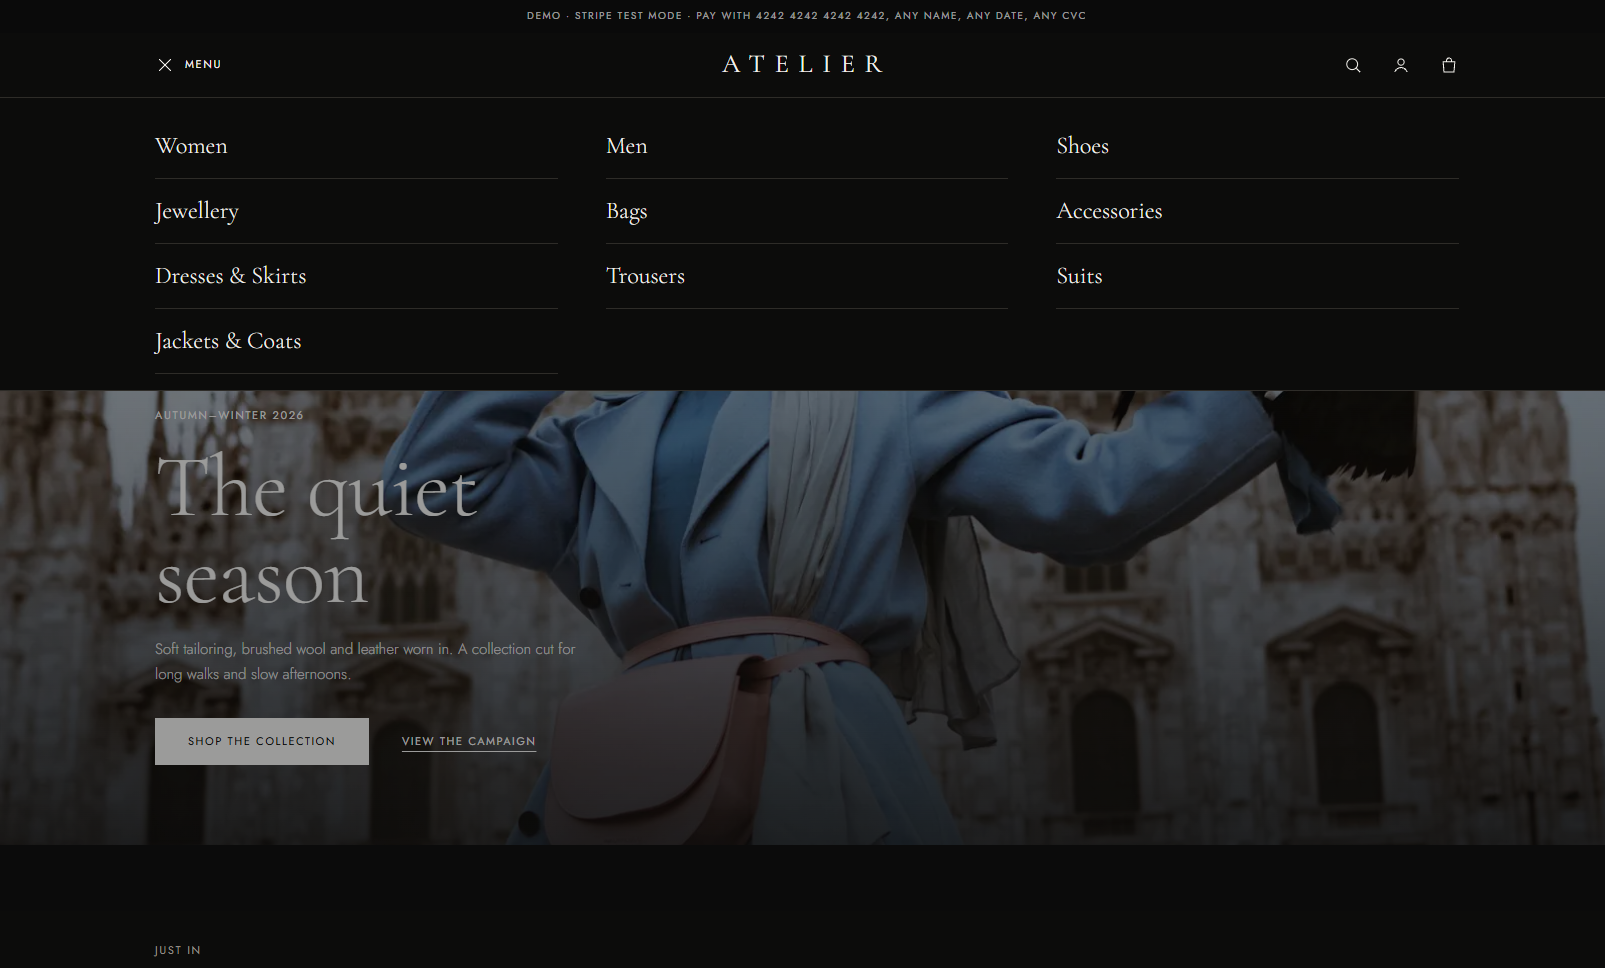 DEMO · STRIPE TEST MODE · PAY WITH 4242 4242 4242 4242, ANY NAME, ANY DATE, ANY CVC
MENU
ATELIER
Women
Men
Shoes
Jewellery
Bags
Accessories
Dresses & Skirts
Trousers
Suits
Jackets & Coats
AUTUMN–WINTER 2026
The quiet
season
Soft tailoring, brushed wool and leather worn in. A collection cut for
long walks and slow afternoons.
SHOP THE COLLECTION
VIEW THE CAMPAIGN
JUST IN